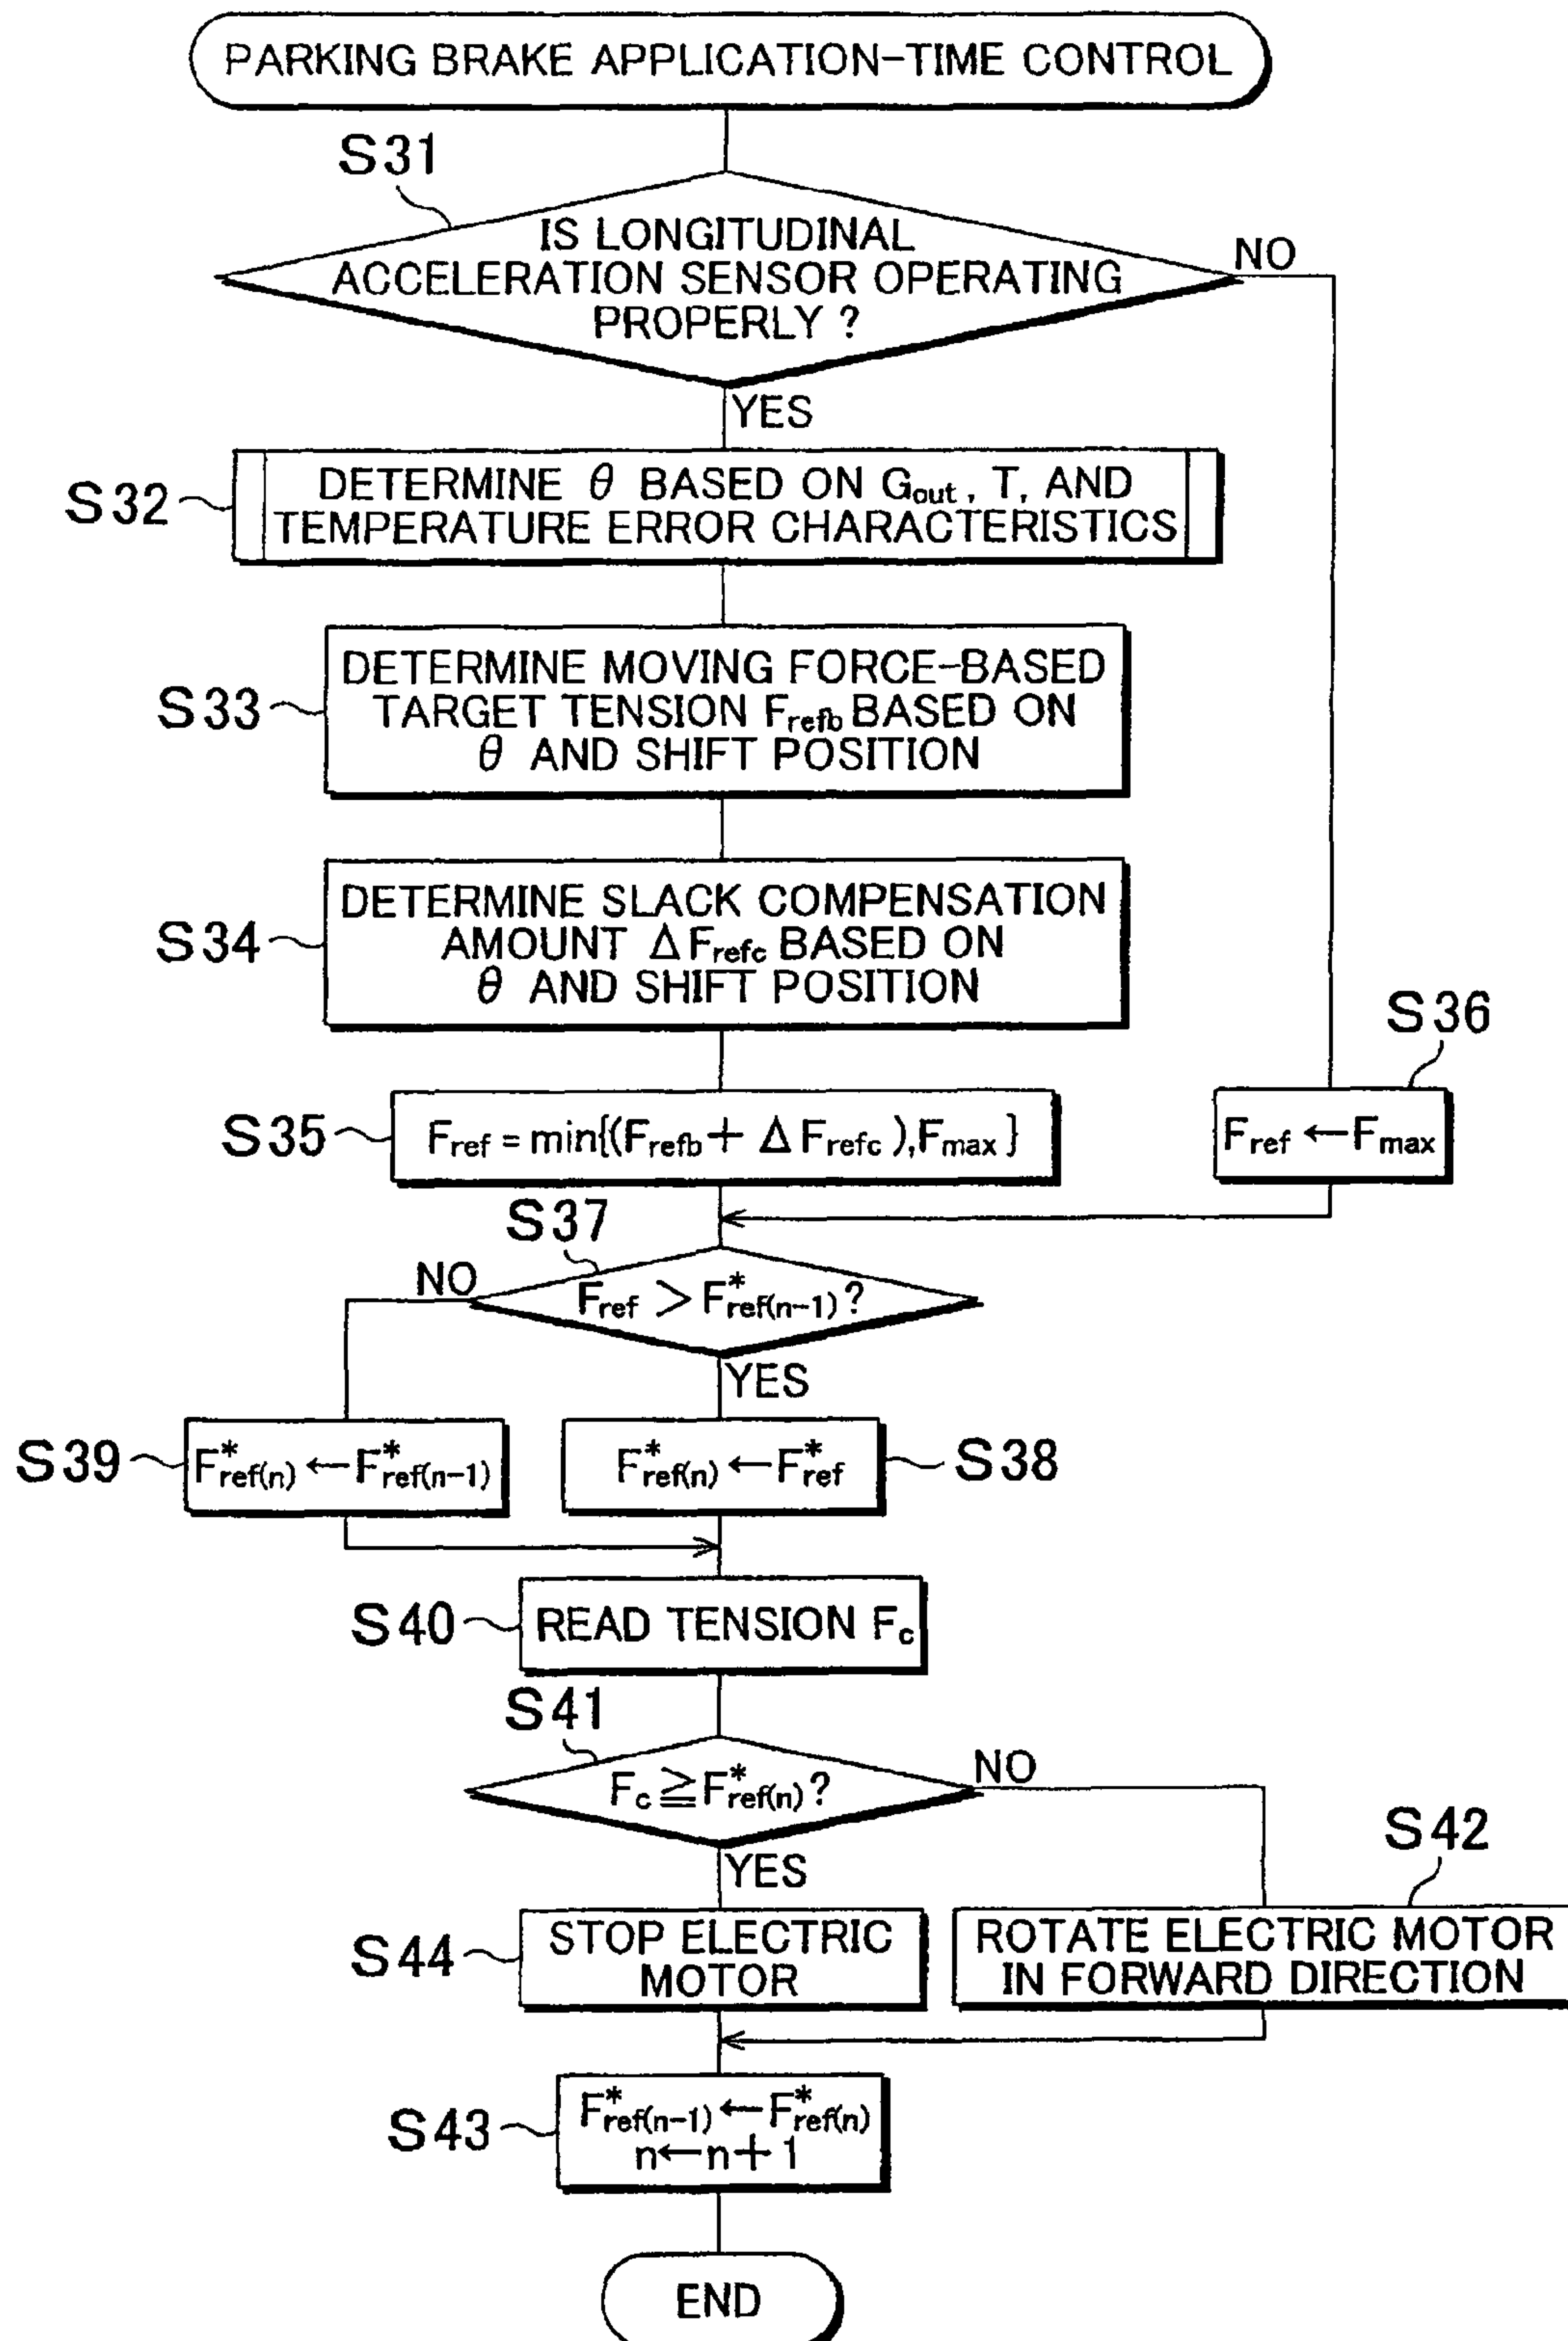 PARKING BRAKE APPLICATION-TIME CONTROL
S31
IS LONGITUDINAL
ACCELERATION SENSOR OPERATING
PROPERLY ?
NO
YES
S32
DETERMINE θ BASED ON Gout, T, AND
TEMPERATURE ERROR CHARACTERISTICS
S33
DETERMINE MOVING FORCE-BASED
TARGET TENSION Frefb BASED ON
θ AND SHIFT POSITION
S34
DETERMINE SLACK COMPENSATION
AMOUNT ΔFrefc BASED ON
θ AND SHIFT POSITION
S35
Fref = min{(Frefb + ΔFrefc ),Fmax }
S36
Fref ← Fmax
S37
Fref > F*ref(n-1) ?
NO
YES
S39
F*ref(n) ← F*ref(n-1)
F*ref(n) ← F*ref
S38
S40
READ TENSION Fc
S41
Fc ≧ F*ref(n) ?
NO
YES
S42
S44
STOP ELECTRIC
MOTOR
ROTATE ELECTRIC MOTOR
IN FORWARD DIRECTION
S43
F*ref(n-1) ← F*ref(n)
n←n+1
END